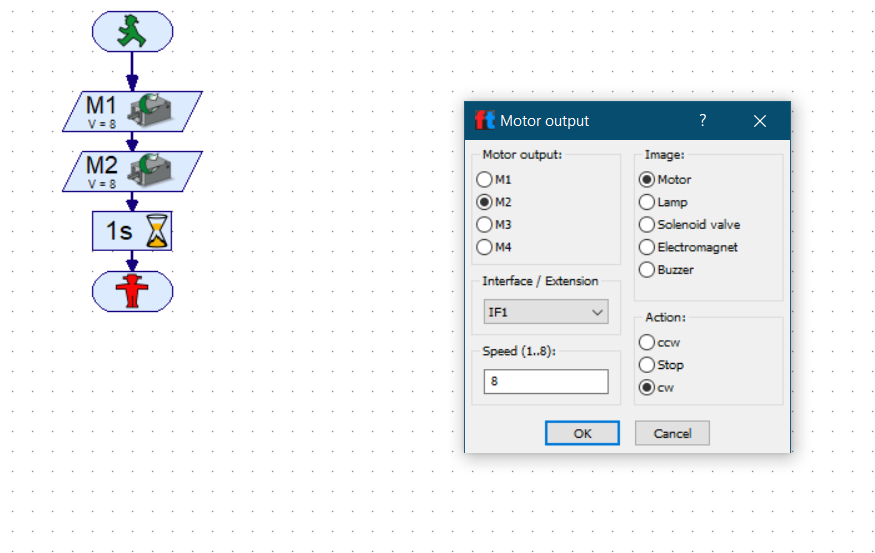 M1
V = 8
M2
V = 8
1s
ft Motor output ?
Motor output:
M1
M2
M3
M4
Interface / Extension
IF1
Speed (1..8):
8
Image:
Motor
Lamp
Solenoid valve
Electromagnet
Buzzer
Action:
ccw
Stop
cw
OK
Cancel